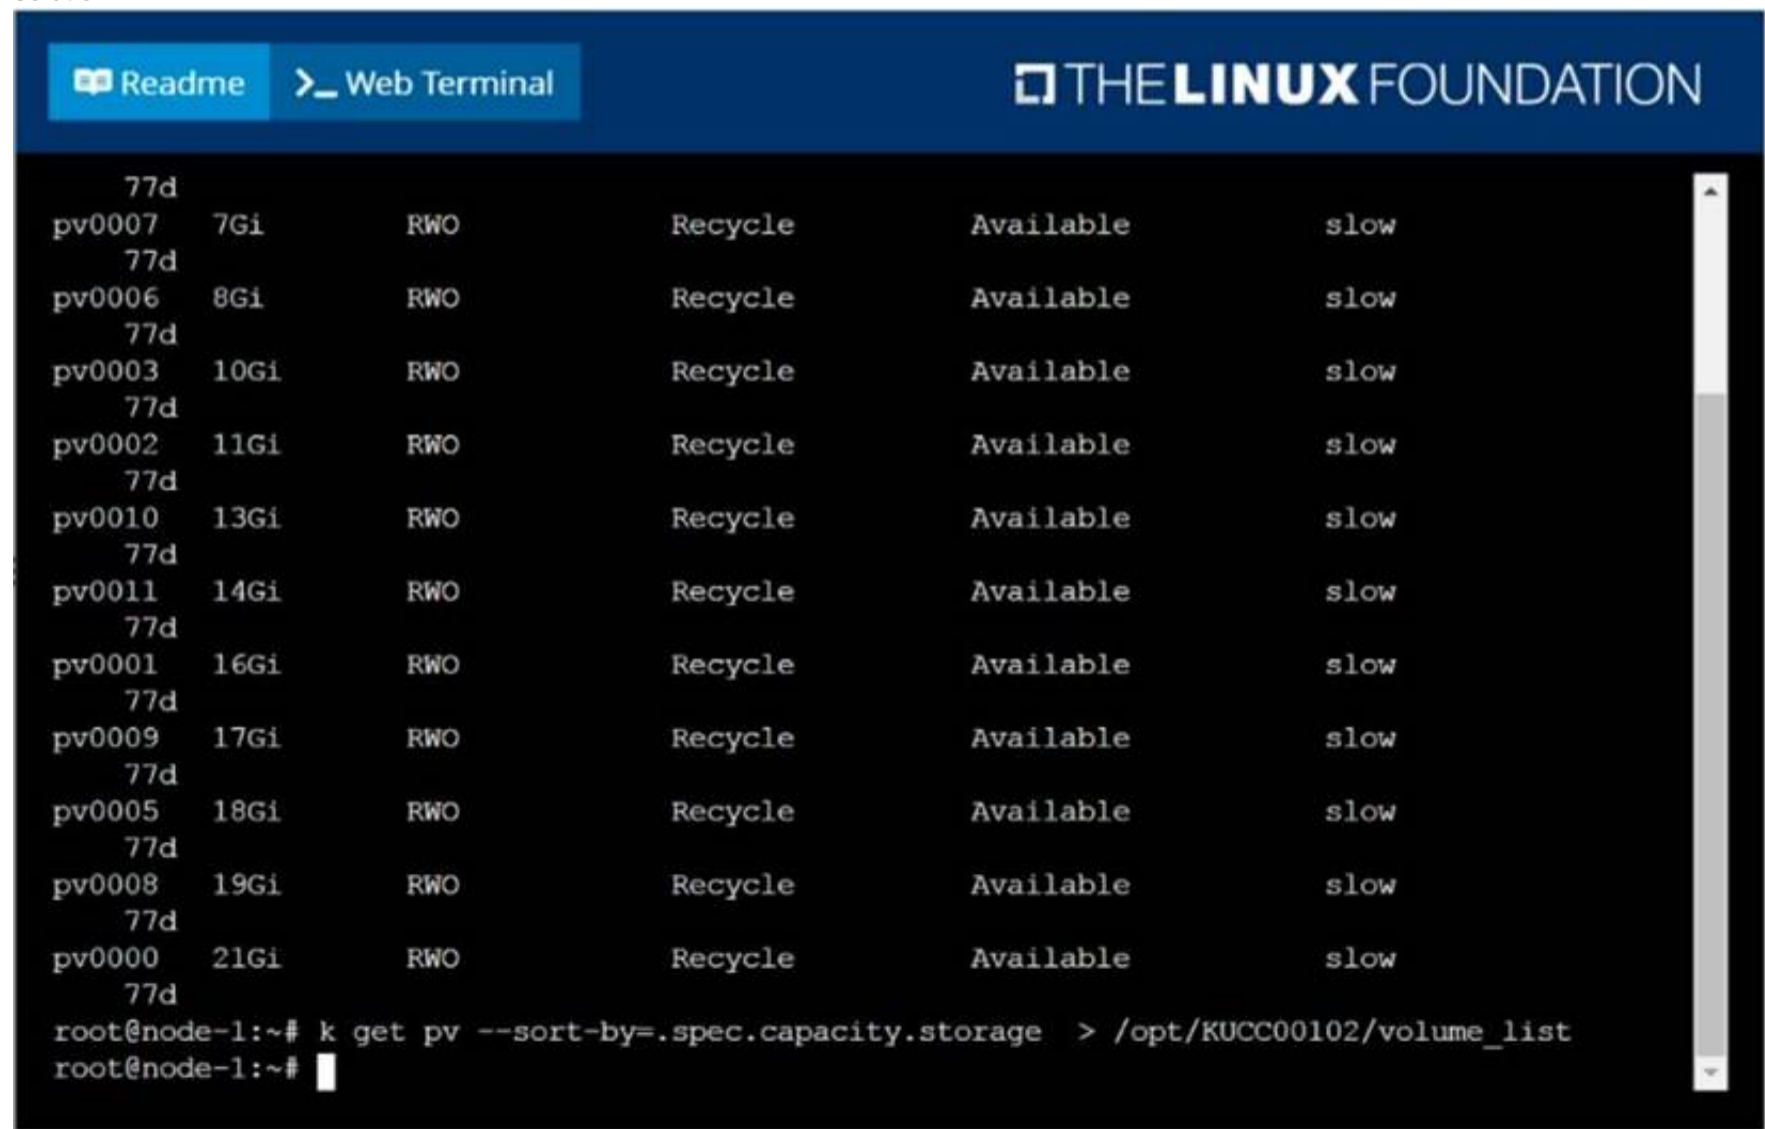 Readme >_ Web Terminal THE LINUX FOUNDATION
77d
pv0007 7Gi RWO Recycle Available slow
77d
pv0006 8Gi RWO Recycle Available slow
77d
pv0003 10Gi RWO Recycle Available slow
77d
pv0002 11Gi RWO Recycle Available slow
77d
pv0010 13Gi RWO Recycle Available slow
77d
pv0011 14Gi RWO Recycle Available slow
77d
pv0001 16Gi RWO Recycle Available slow
77d
pv0009 17Gi RWO Recycle Available slow
77d
pv0005 18Gi RWO Recycle Available slow
77d
pv0008 19Gi RWO Recycle Available slow
77d
pv0000 21Gi RWO Recycle Available slow
77d
root@node-1:~# k get pv --sort-by=.spec.capacity.storage > /opt/KUCC00102/volume_list
root@node-1:~#